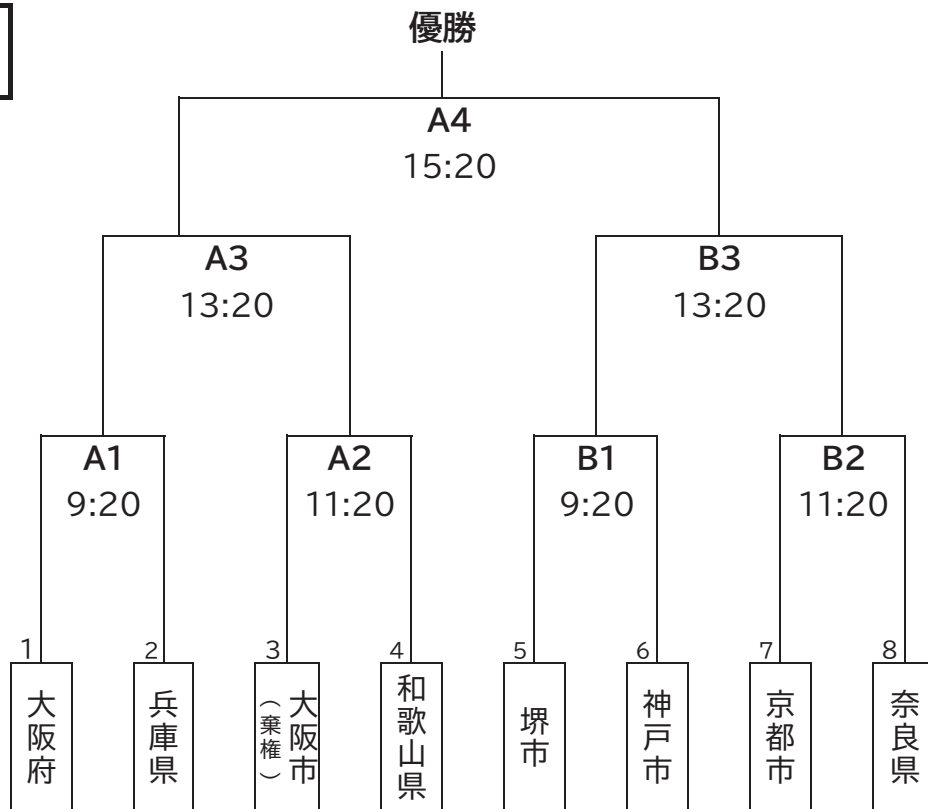 優勝
A4
15:20
A3
13:20
B3
13:20
A1
9:20
A2
11:20
B1
9:20
B2
11:20
1
2
3
4
5
6
7
8
大阪府
兵庫県
大阪市
（棄権）
和歌山県
堺市
神戸市
京都市
奈良県